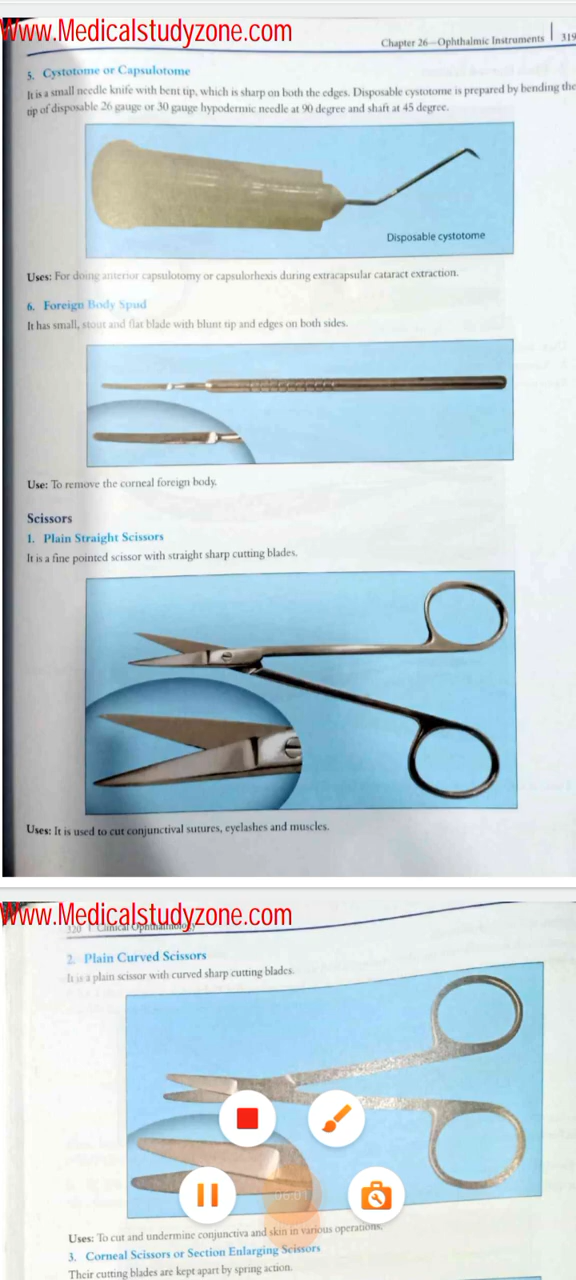 www.Medicalstudyzone.com
Chapter 26—Ophthalmic Instruments | 319
5. Cystotome or Capsulotome
It is a small needle knife with bent tip, which is sharp on both the edges. Disposable cystotome is prepared by bending the
tip of disposable 26 gauge or 30 gauge hypodermic needle at 90 degree and shaft at 45 degree.
Disposable cystotome
Uses: For doing anterior capsulotomy or capsulorhexis during extracapsular cataract extraction.
6. Foreign Body Spud
It has small, stout and flat blade with blunt tip and edges on both sides.
Use: To remove the corneal foreign body.
Scissors
1. Plain Straight Scissors
It is a fine pointed scissor with straight sharp cutting blades.
Uses: It is used to cut conjunctival sutures, eyelashes and muscles.
www.Medicalstudyzone.com
320 | Clinical Ophthalmology
2. Plain Curved Scissors
It is a plain scissor with curved sharp cutting blades.
06:01
Uses: To cut and undermine conjunctiva and skin in various operations.
3. Corneal Scissors or Section Enlarging Scissors
Their cutting blades are kept apart by spring action.